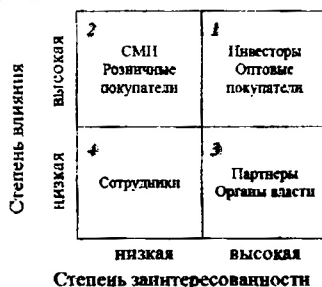 2
СМИ
Розничные
покупатели
1
Инвесторы
Оптовые
покупатели
4
Сотрудники
3
Партнеры
Органы власти
Степень влияния
высокая
низкая
низкая
высокая
Степень заинтересованности